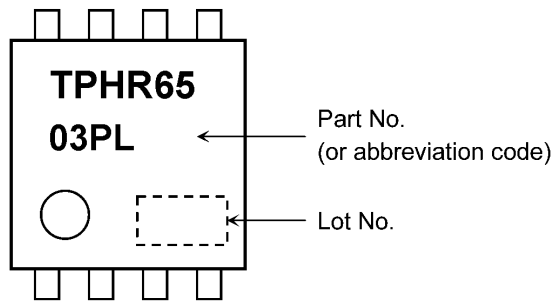 TPHR65
03PL
Part No.
(or abbreviation code)
Lot No.